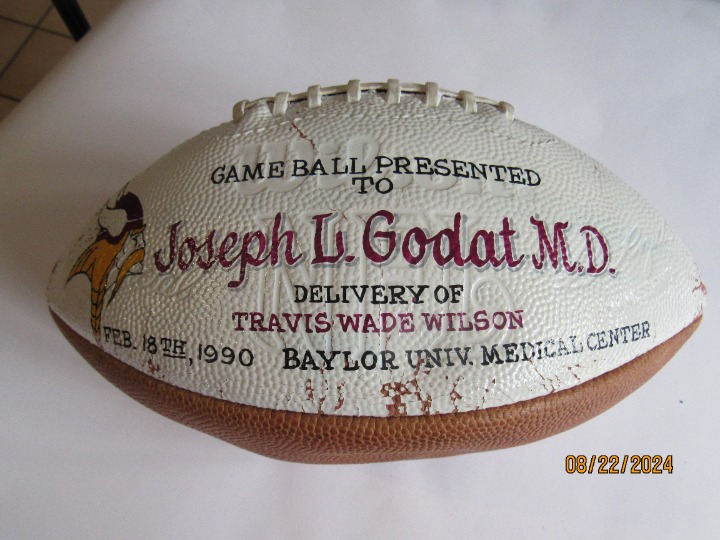 GAME BALL PRESENTED
TO
Joseph L. Godat M.D.
DELIVERY OF
TRAVIS WADE WILSON
FEB. 18TH, 1990 BAYLOR UNIV. MEDICAL CENTER
08/22/2024